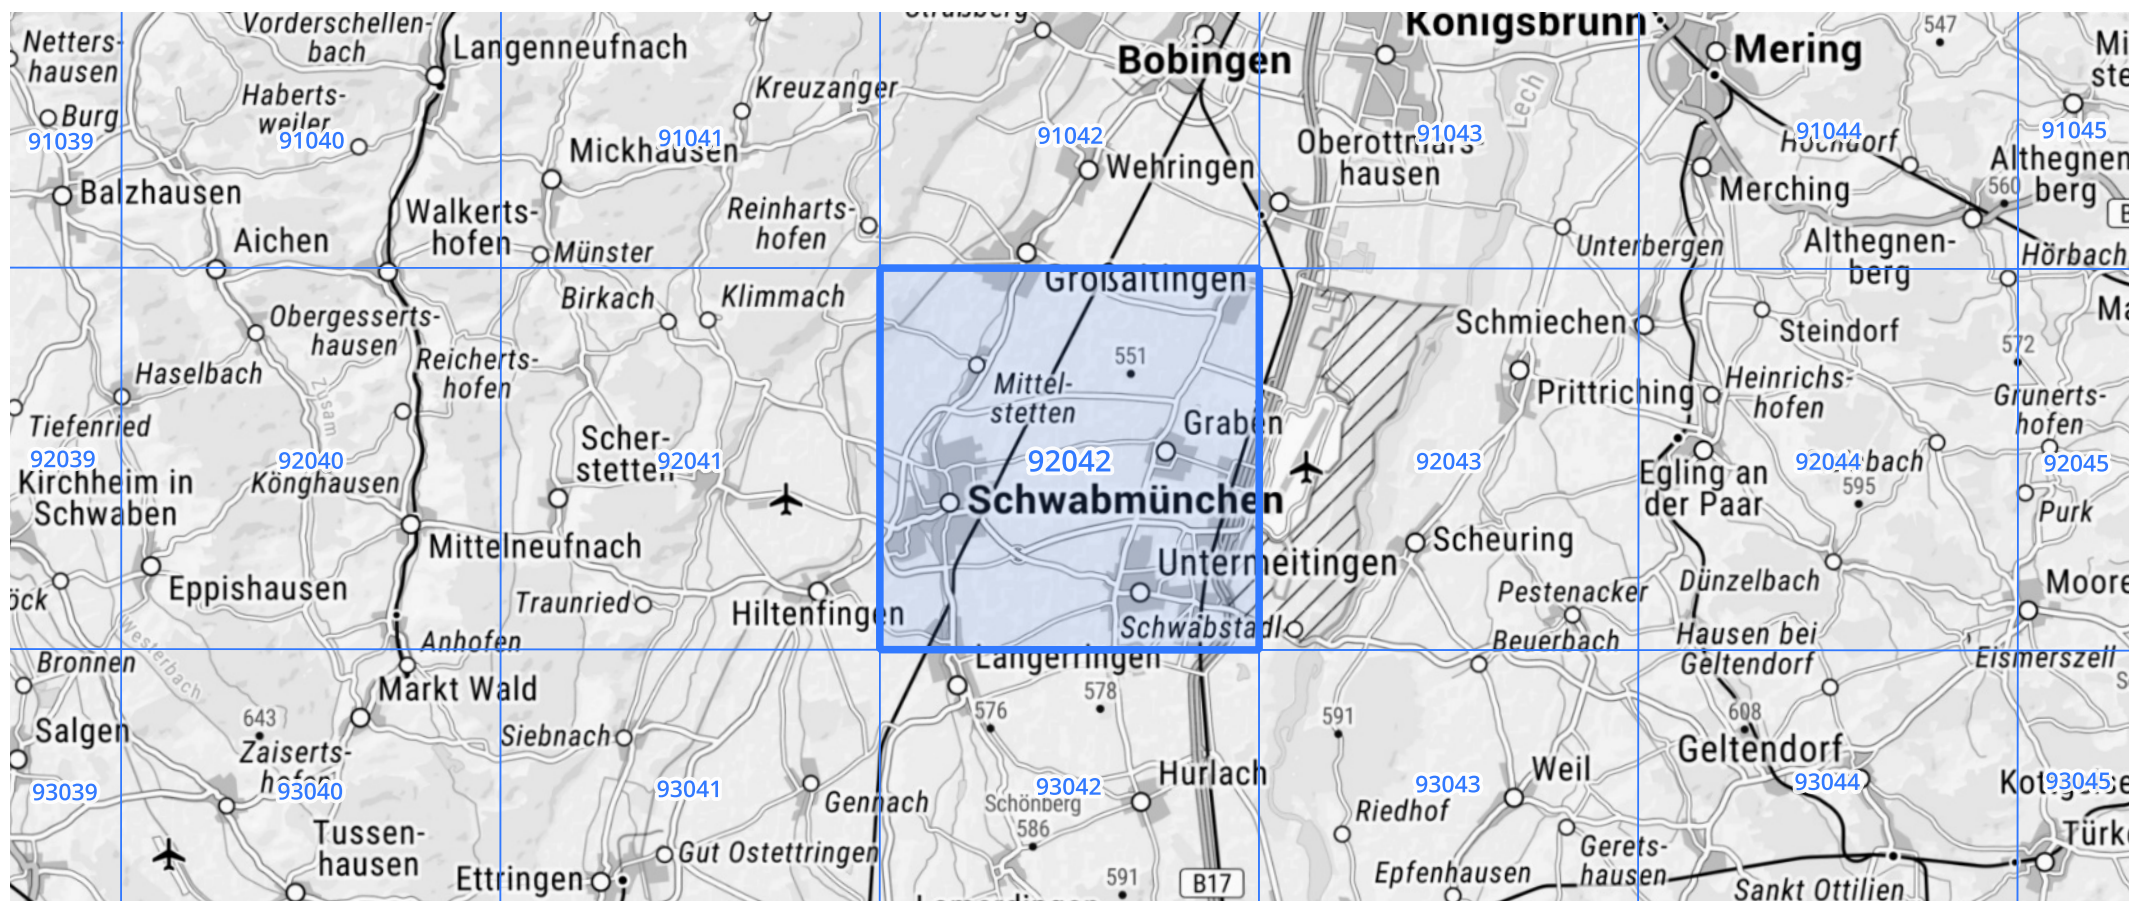 Straßberg
Königsbrunn
547
Vorderschellen-
bach
Netters-
hausen
Langenneufnach
Bobingen
Mering
Kreuzanger
Lech
Burg
Haberts-
weiler
91039
91040
91041
91042
91043
91044
91045
Mickhausen
Wehringen
Oberottmars-
hausen
Hochdorf
Althegnen
berg
560
Balzhausen
Merching
Walkerts-
hofen
Reinharts-
hofen
Aichen
Münster
Unterbergen
Althegnen-
berg
Hörbach
Großaitingen
Birkach
Klimmach
Obergesserts-
hausen
Schmiechen
Steindorf
572
Reicherts-
hofen
551
Haselbach
Mittel-
stetten
Prittriching
Heinrichs-
hofen
Grunerts-
hofen
Zusam
Tiefenried
Scher-
stetten
Graben
92039
92040
92041
92042
92043
92044
92045
bach
595
Kirchheim in
Schwaben
Könghausen
Schwabmünchen
Egling an
der Paar
Purk
Mittelneufnach
Scheuring
Untermeitingen
Eppishausen
Dünzelbach
Moore
öck
Traunried
Hiltenfingen
Pestenacker
Schwabstadl
Westerbach
Anhofen
Beuerbach
Hausen bei
Geltendorf
Bronnen
Langerringen
Eismerszell
Markt Wald
578
576
591
608
643
Salgen
Siebnach
Zaiserts-
hofen
Geltendorf
Hurlach
Weil
93039
93040
93041
93042
93043
93044
93045
Gennach
Schönberg
586
Riedhof
Tussen-
hausen
Türk
Gut Ostettringen
Gerets-
hausen
Ettringen
591
B17
Epfenhausen
Sankt Ottilien